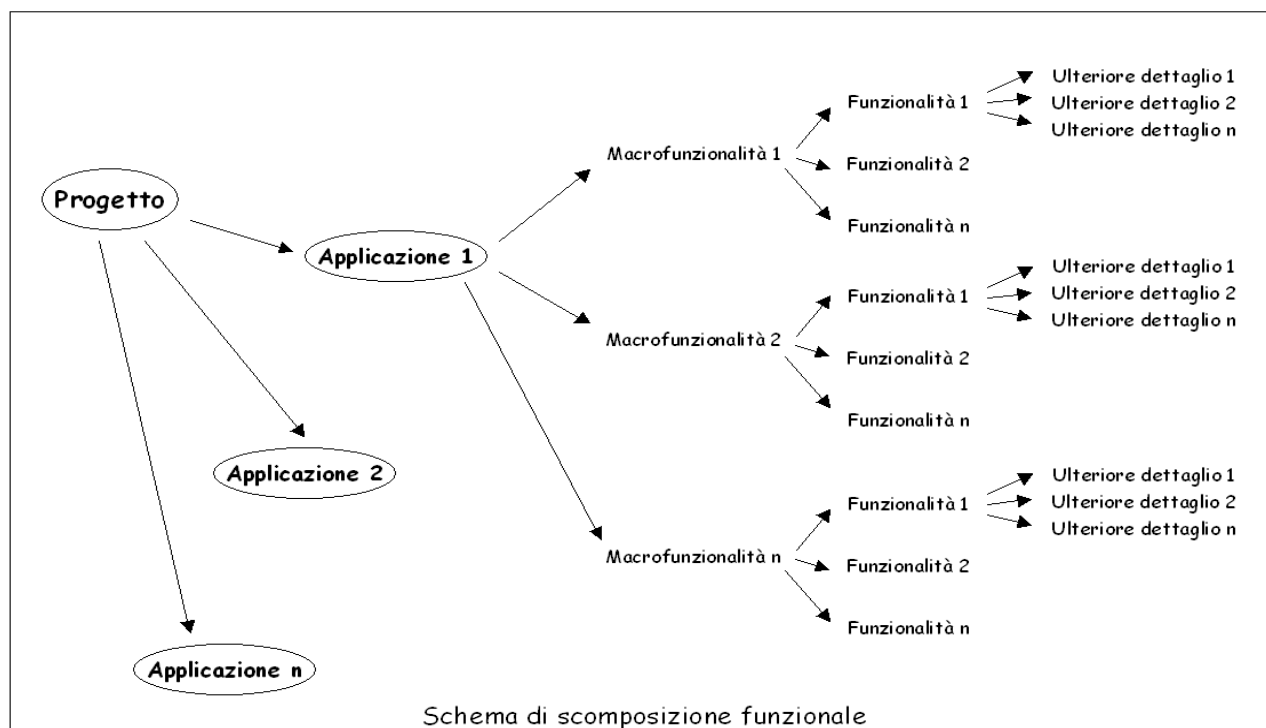 Progetto
Applicazione 1
Applicazione 2
Applicazione n
Macrofunzionalità 1
Funzionalità 1
Ulteriore dettaglio 1
Ulteriore dettaglio 2
Ulteriore dettaglio n
Funzionalità 2
Funzionalità n
Macrofunzionalità 2
Funzionalità 1
Ulteriore dettaglio 1
Ulteriore dettaglio 2
Ulteriore dettaglio n
Funzionalità 2
Funzionalità n
Macrofunzionalità n
Funzionalità 1
Ulteriore dettaglio 1
Ulteriore dettaglio 2
Ulteriore dettaglio n
Funzionalità 2
Funzionalità n
Schema di scomposizione funzionale